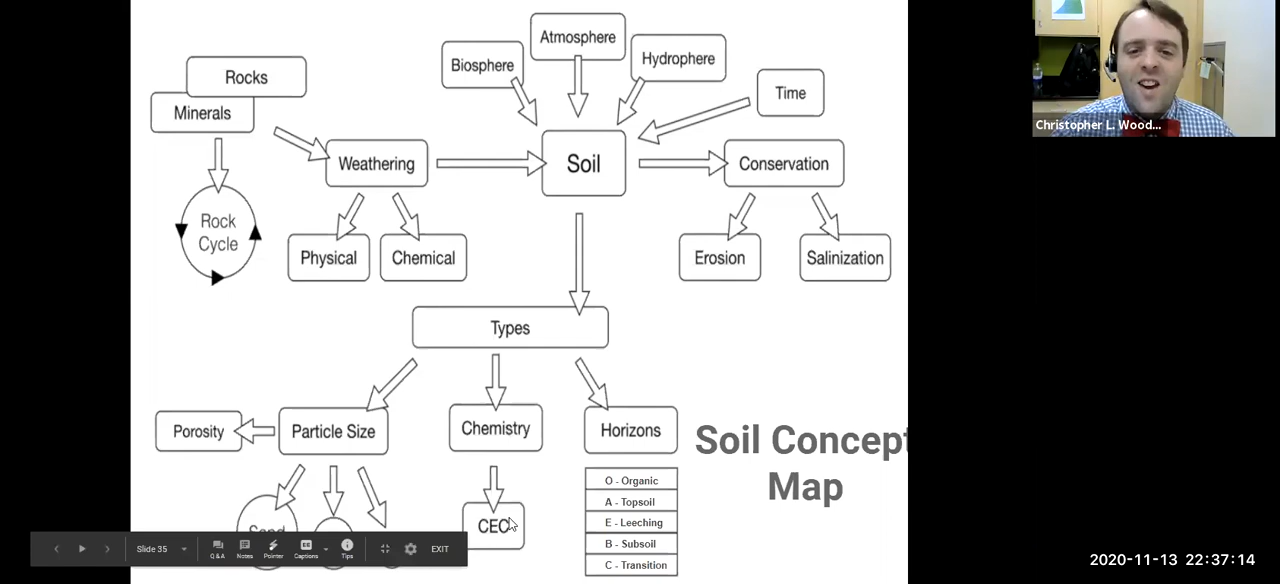 Atmosphere
Biosphere
Hydrophere
Rocks
Minerals
Time
Christopher L. Wood...
Weathering
Soil
Conservation
Rock
Cycle
Physical
Chemical
Erosion
Salinization
Types
Porosity
Particle Size
Chemistry
Horizons
Soil Concept
Map
O - Organic
A - Topsoil
E - Leeching
B - Subsoil
C - Transition
Sand
CEC
Slide 35
Q & A
Notes
Pointer
CC
Captions
Tips
EXIT
2020-11-13 22:37:14